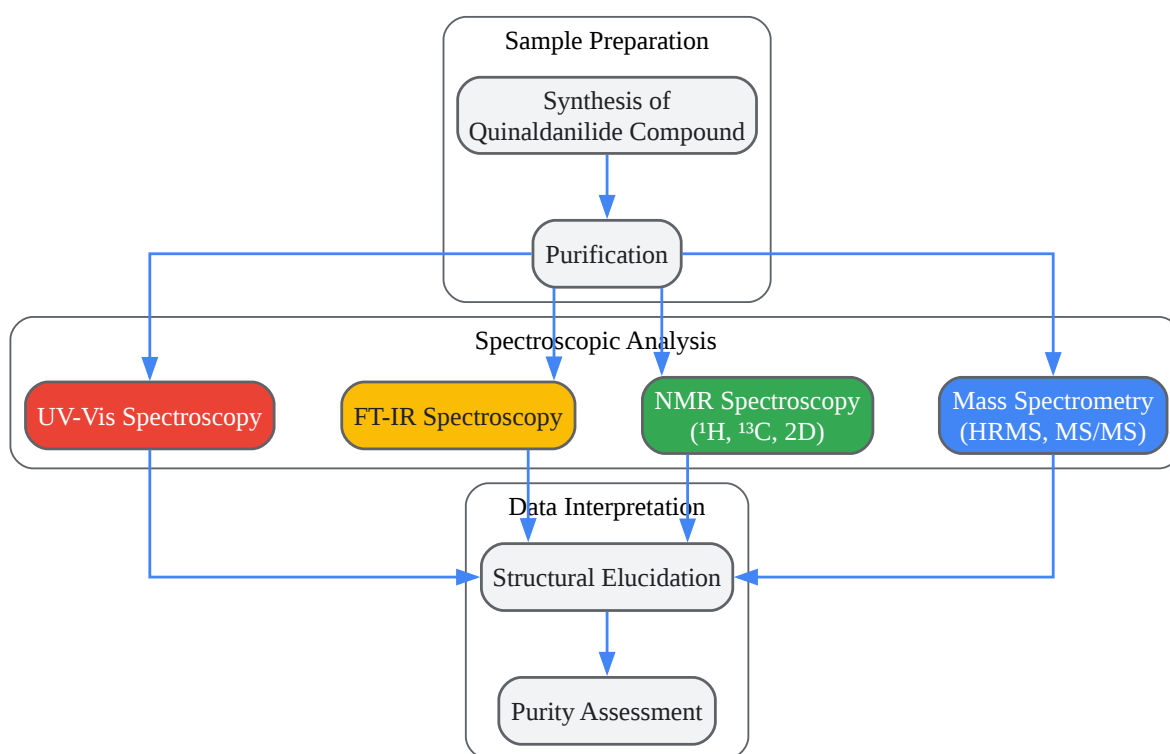 Sample Preparation
Synthesis of
Quinaldanilide Compound
Purification
Spectroscopic Analysis
UV-Vis Spectroscopy
FT-IR Spectroscopy
NMR Spectroscopy
(¹H, ¹³C, 2D)
Mass Spectrometry
(HRMS, MS/MS)
Data Interpretation
Structural Elucidation
Purity Assessment